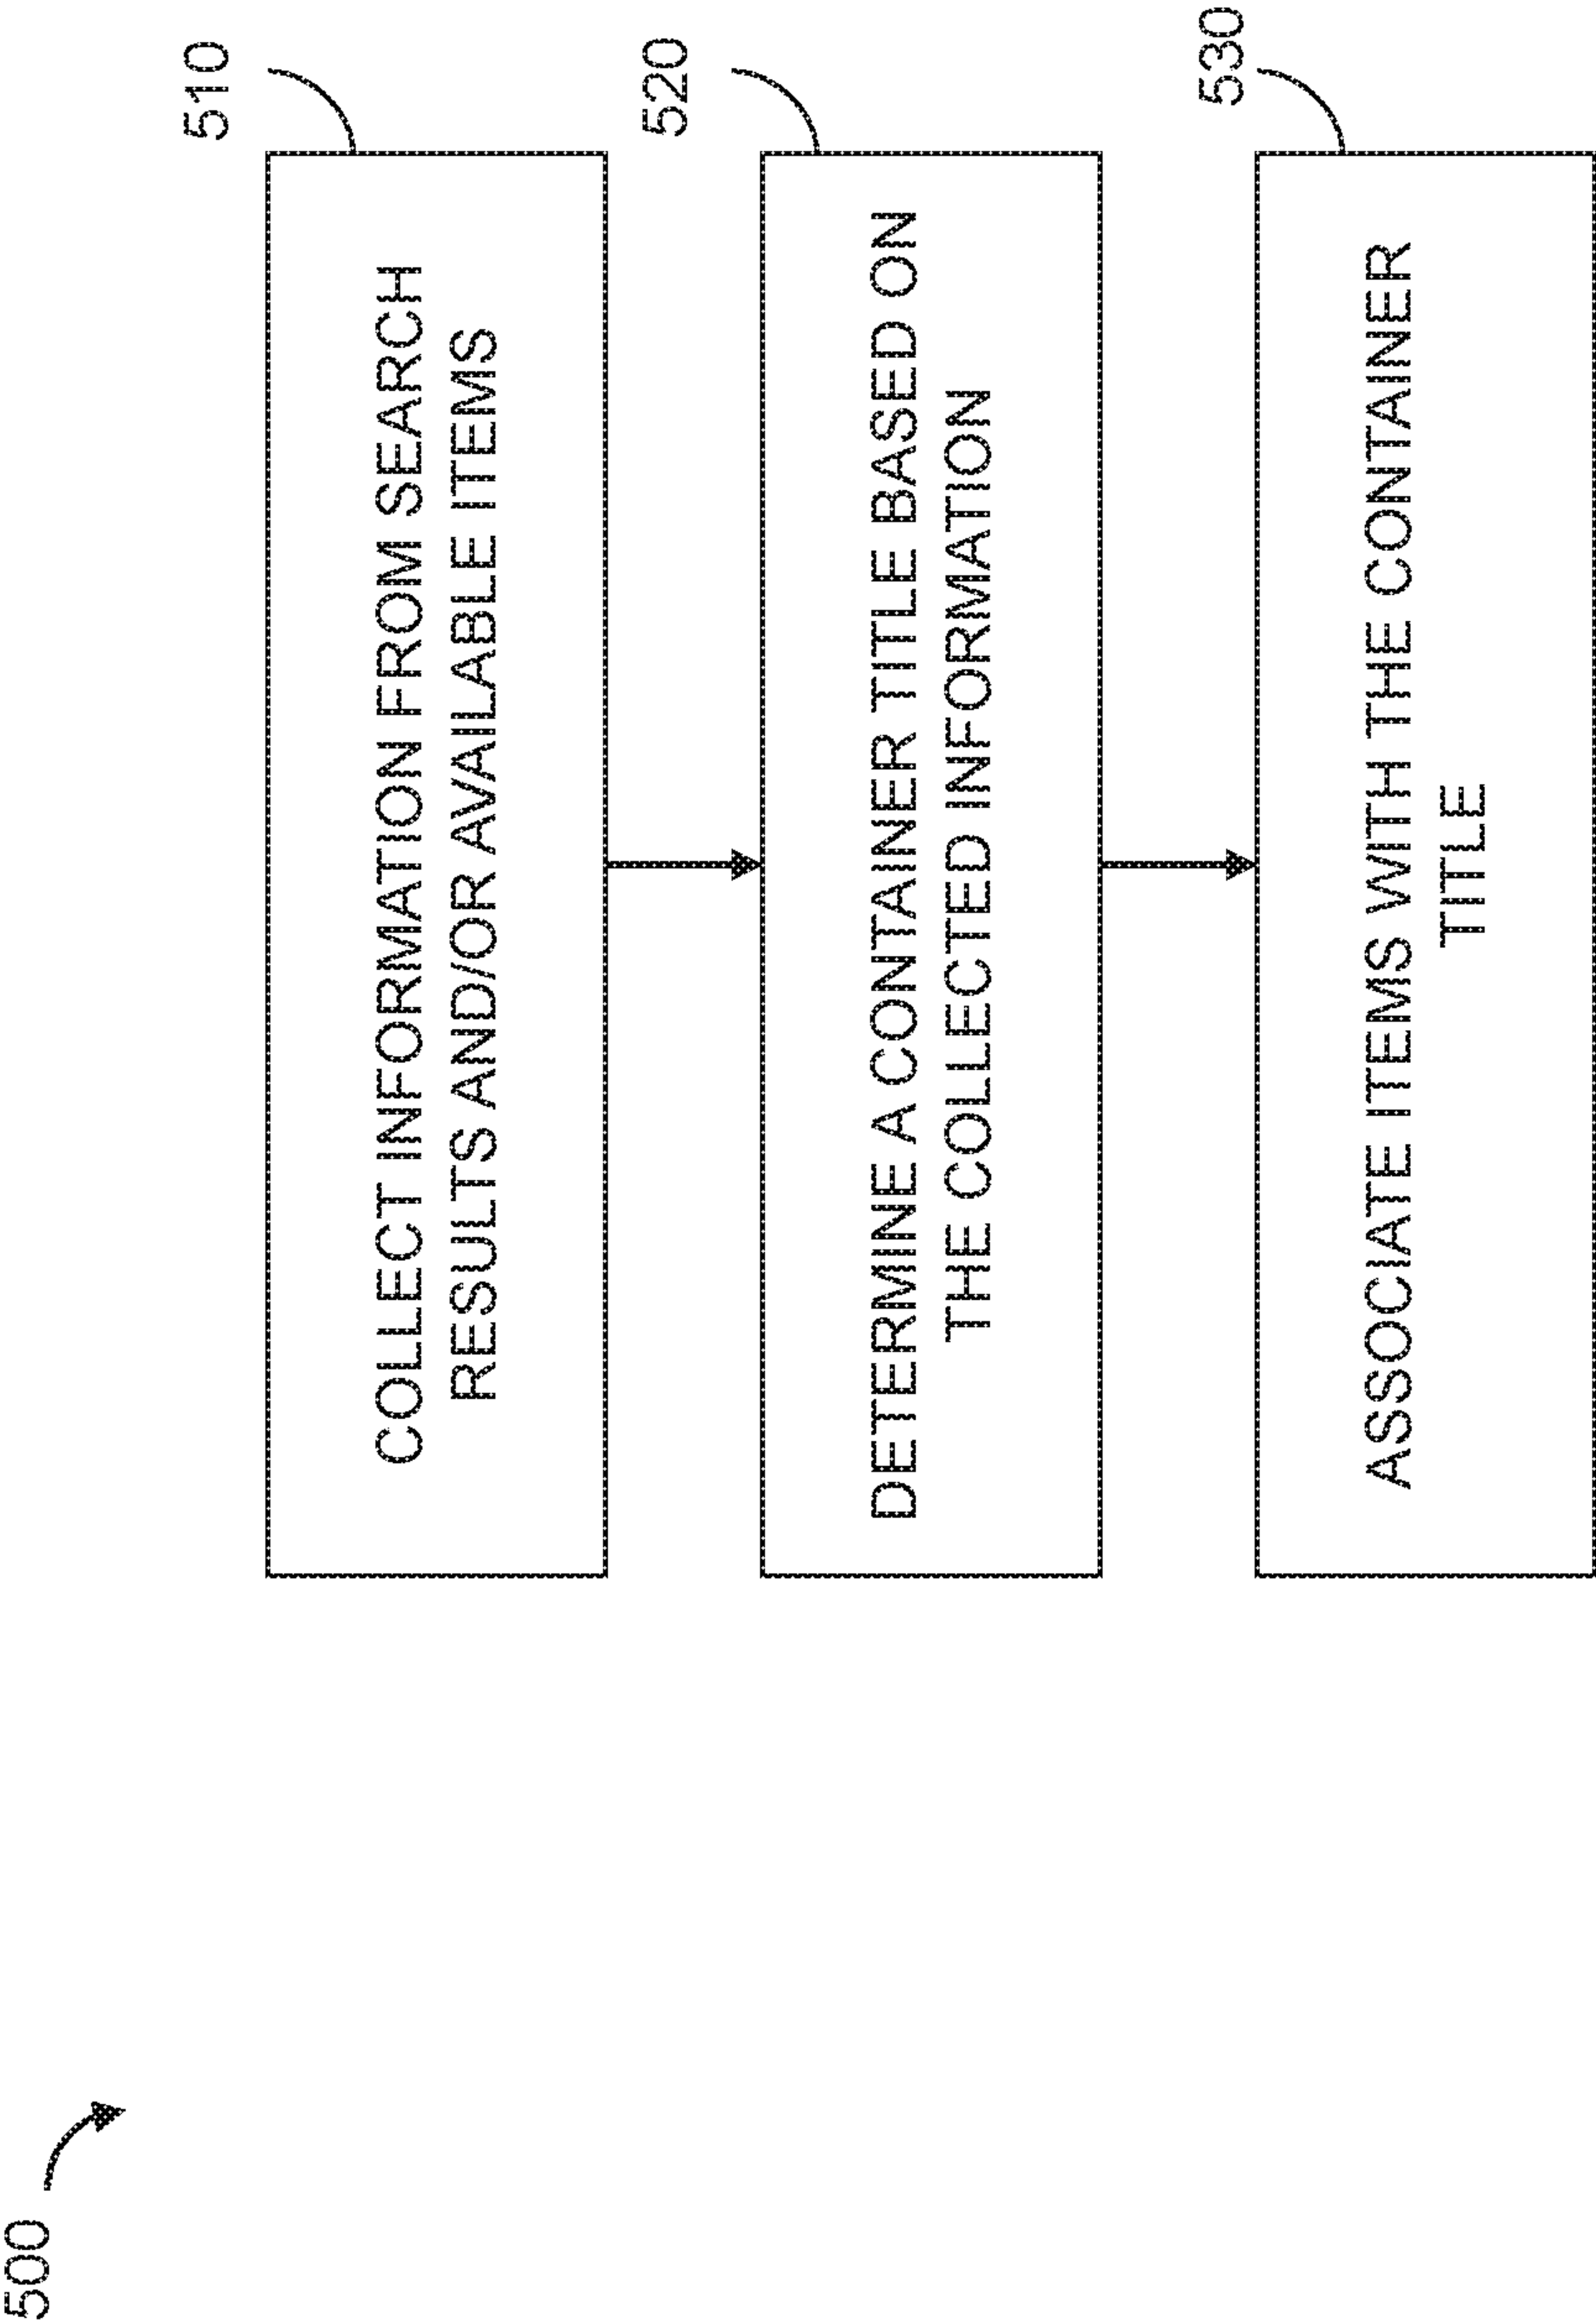 500
510
COLLECT INFORMATION FROM SEARCH
RESULTS AND/OR AVAILABLE ITEMS
520
DETERMINE A CONTAINER TITLE BASED ON
THE COLLECTED INFORMATION
530
ASSOCIATE ITEMS WITH THE CONTAINER
TITLE